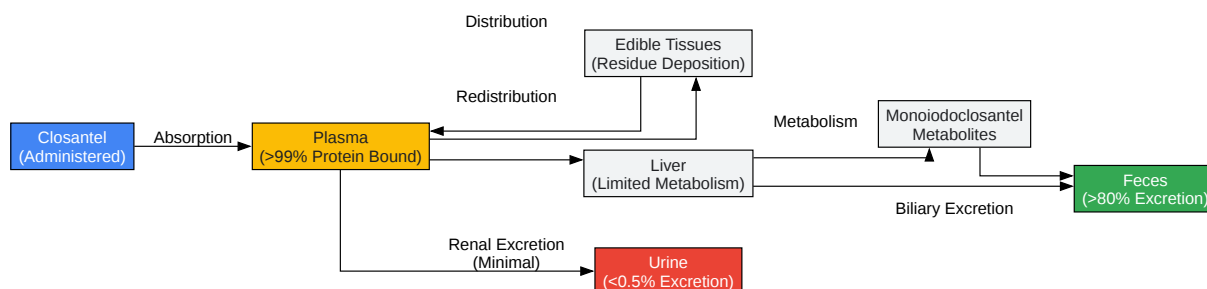 Distribution
Edible Tissues
(Residue Deposition)
Redistribution
Closantel
(Administered)
Absorption
Plasma
(>99% Protein Bound)
Metabolism
Monoiodoclosantel
Metabolites
Liver
(Limited Metabolism)
Feces
(>80% Excretion)
Biliary Excretion
Renal Excretion
(Minimal)
Urine
(<0.5% Excretion)